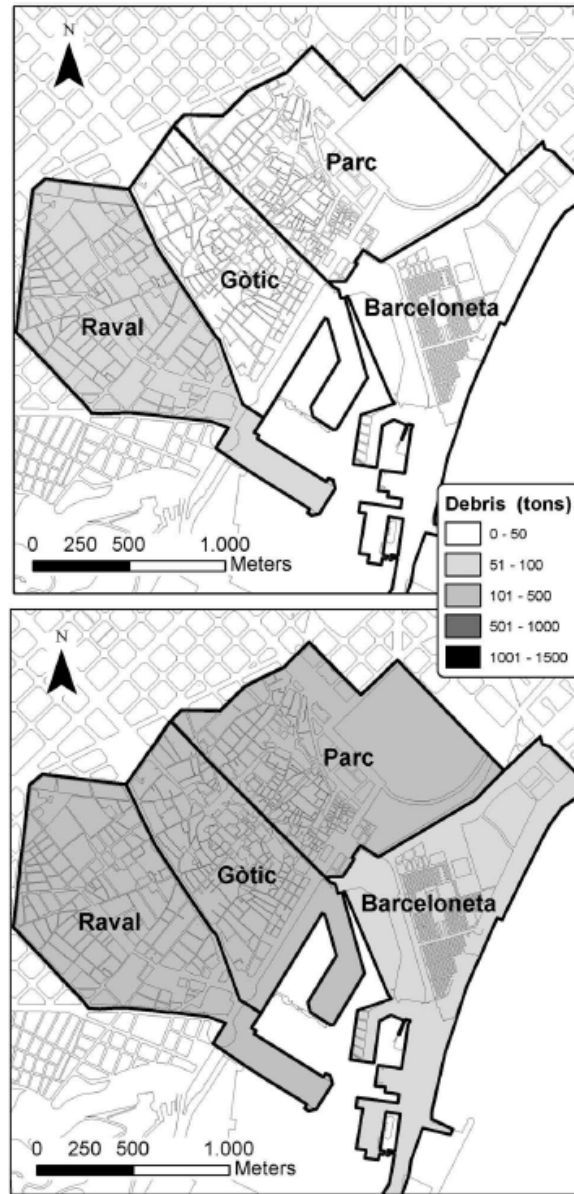 N
Parc
Gòtic
Barceloneta
Raval
Debris (tons)
0 - 50
51 - 100
101 - 500
501 - 1000
1001 - 1500
0 250 500 1.000
Meters
N
Parc
Gòtic
Barceloneta
Raval
0 250 500 1.000
Meters